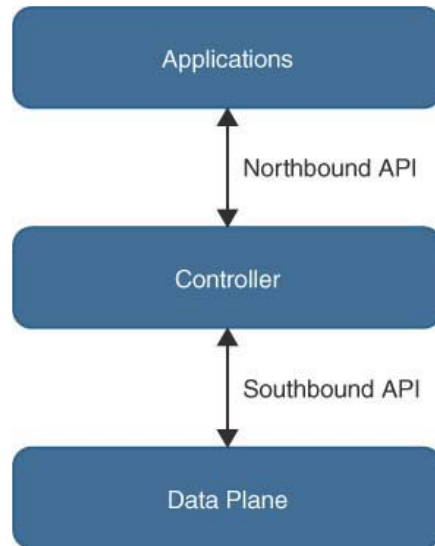 Applications
Northbound API
Controller
Southbound API
Data Plane